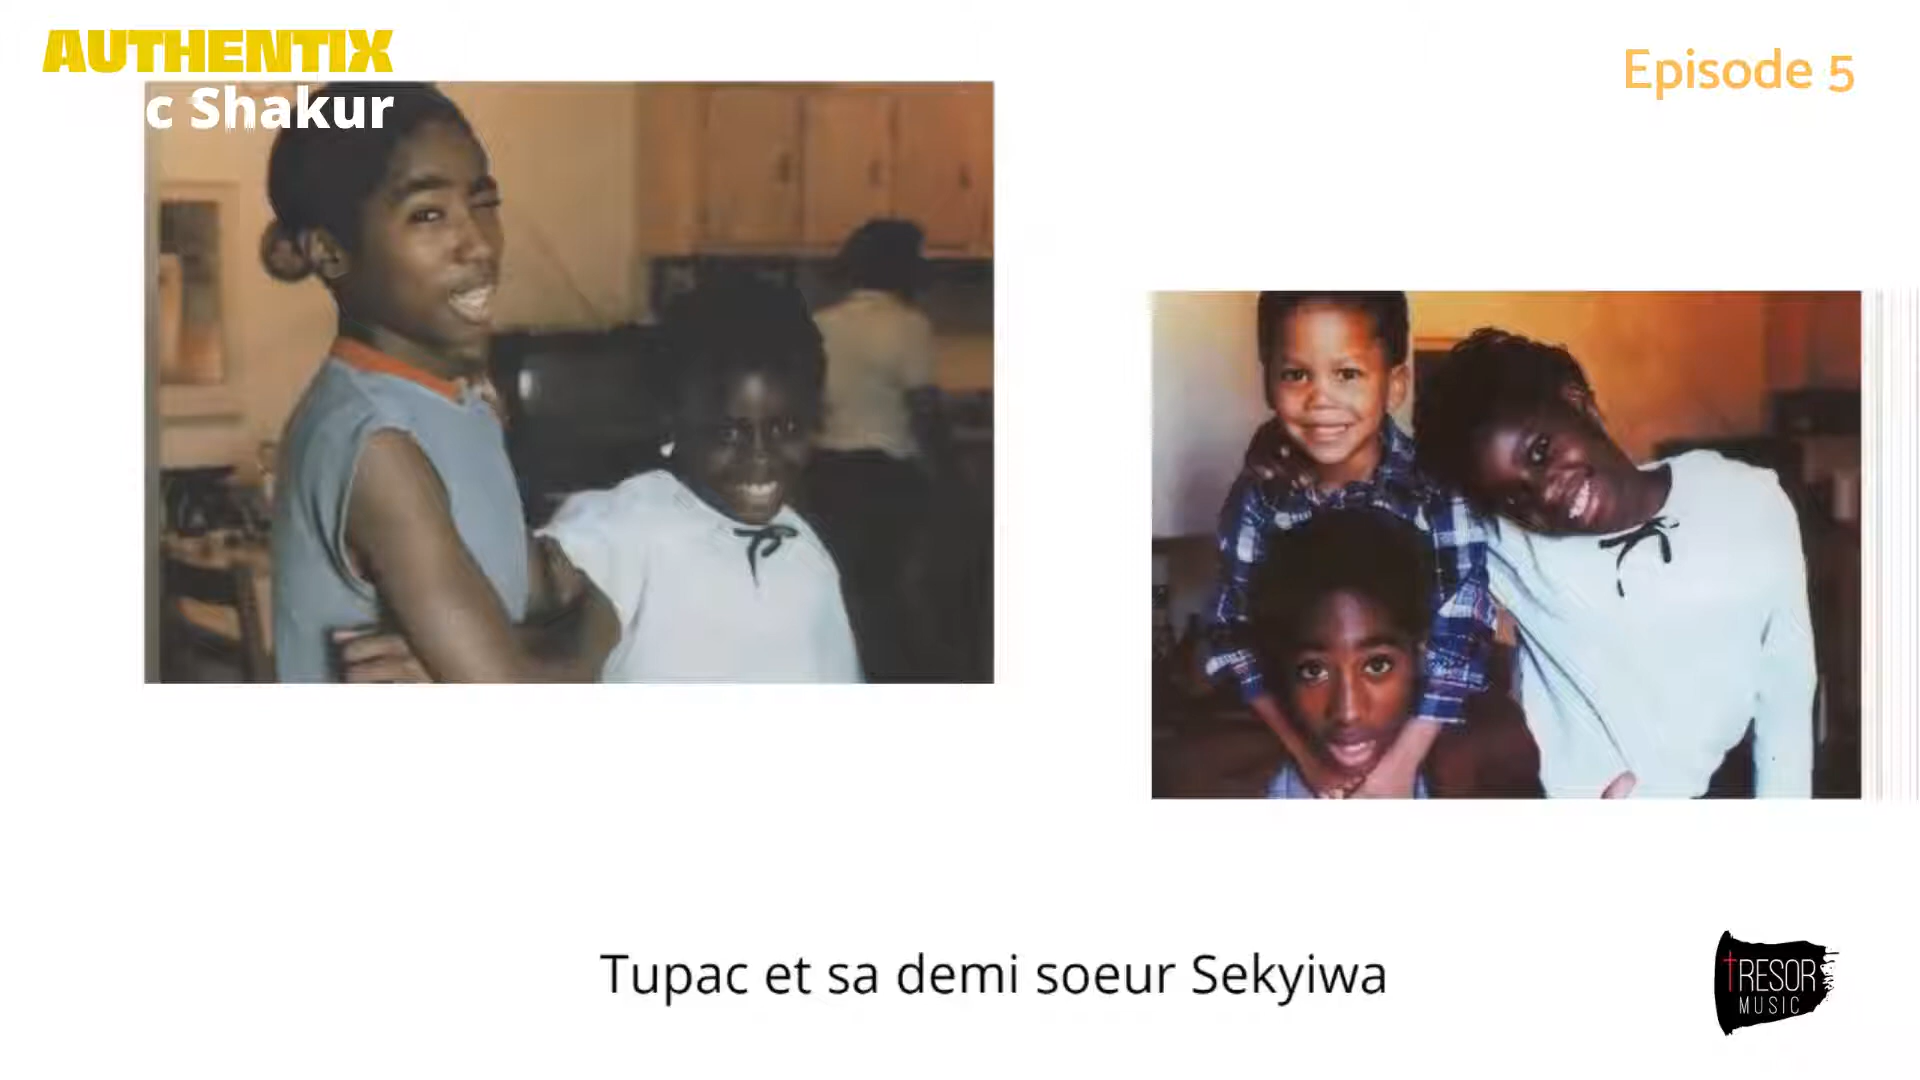 AUTHENTIX
c Shakur
Episode 5
Tupac et sa demi soeur Sekyiwa
TRESOR
MUSIC